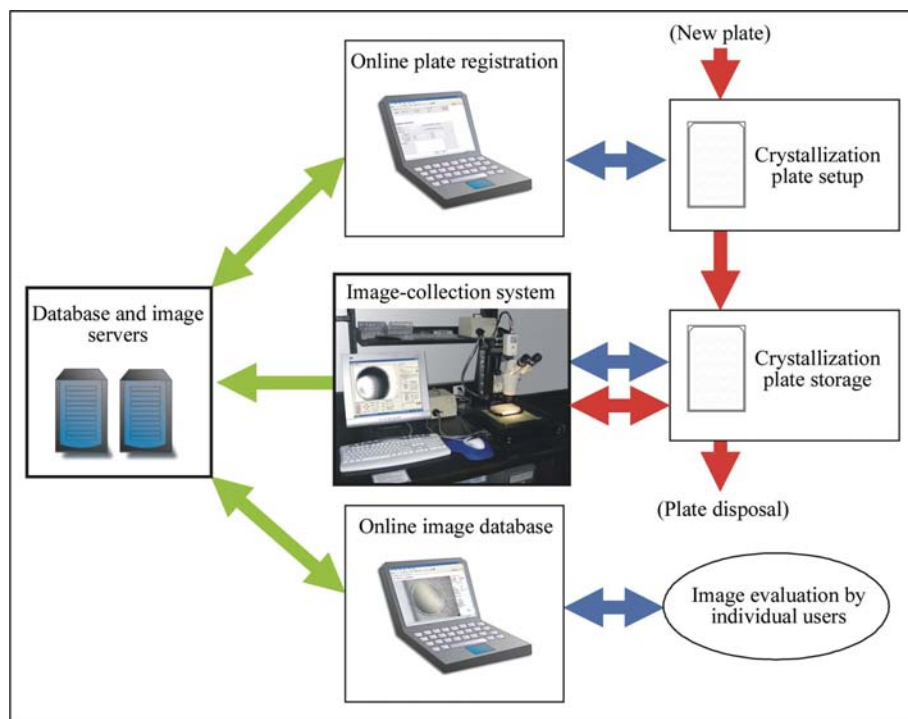 (New plate)
Online plate registration
Crystallization
plate setup
Database and image
servers
Image-collection system
Crystallization
plate storage
(Plate disposal)
Online image database
Image evaluation by
individual users